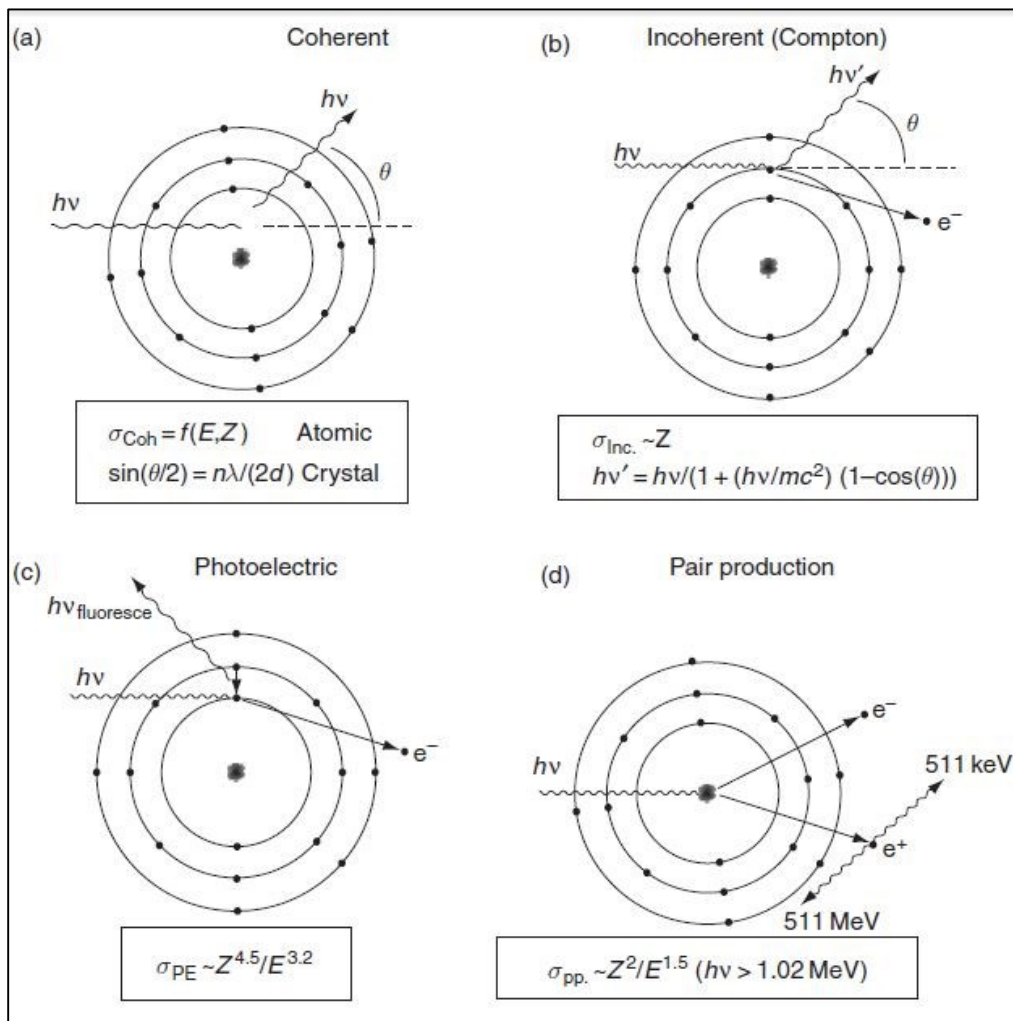 (a)
Coherent
hν
θ
hν
σCoh = f(E,Z) Atomic
sin(θ/2) = nλ/(2d) Crystal
(b)
Incoherent (Compton)
hν′
θ
hν
e⁻
σInc. ~Z
hν′ = hν/(1 + (hν/mc²) (1–cos(θ)))
(c)
Photoelectric
hνfluoresce
hν
e⁻
σPE ~Z⁴·⁵/E³·²
(d)
Pair production
e⁻
hν
511 keV
e⁺
511 MeV
σpp. ~Z²/E¹·⁵ (hν > 1.02 MeV)